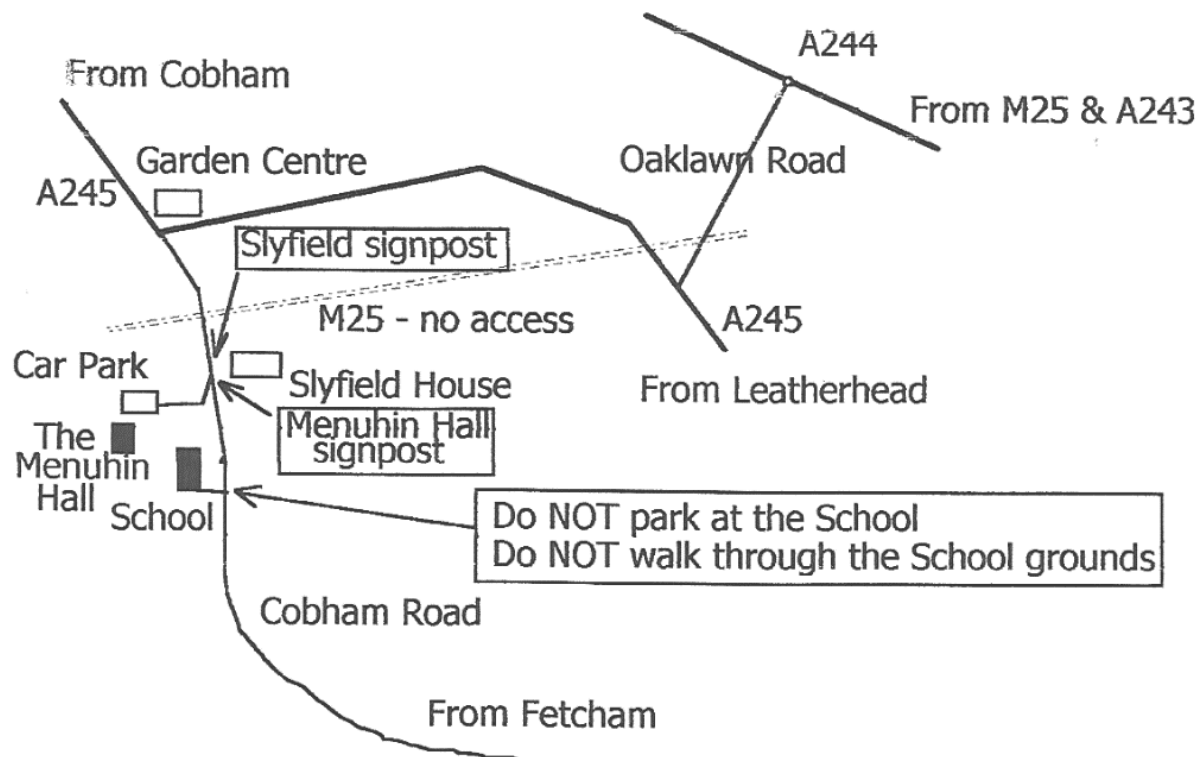 A244
From Cobham
From M25 & A243
Garden Centre
Oaklawn Road
A245
Slyfield signpost
M25 - no access
A245
Car Park
Slyfield House
From Leatherhead
Menuhin Hall
signpost
The
Menuhin
Hall
School
Do NOT park at the School
Do NOT walk through the School grounds
Cobham Road
From Fetcham